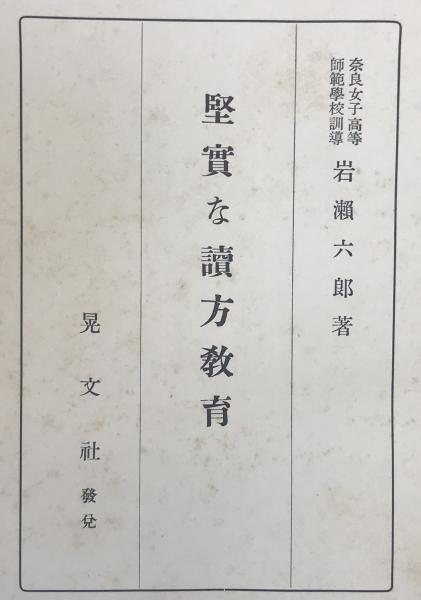 奈良女子高等
師範學校訓導
岩瀨六郎著
堅實な讀方敎育
晃文社發兌